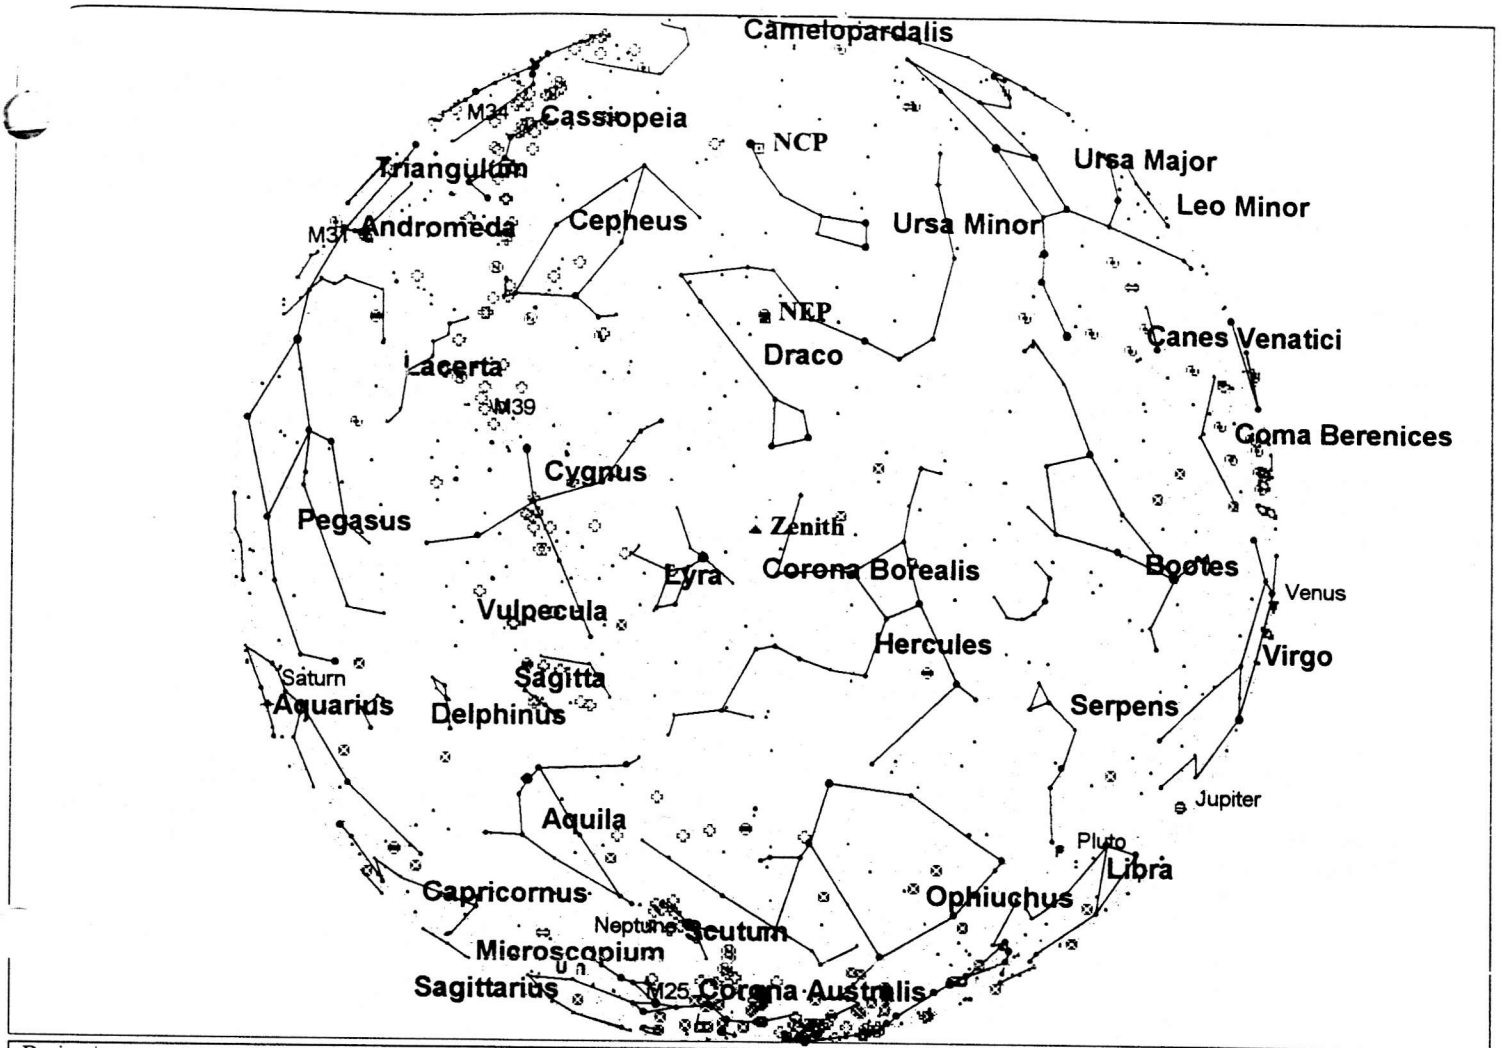 Camelopardalis
M34
Cassiopeia
NCP
Triangulum
Ursa Major
Leo Minor
M31
Andromeda
Cepheus
Ursa Minor
NEP
Canes Venatici
Lacerta
Draco
M39
Coma Berenices
Cygnus
Pegasus
Zenith
Lyra
Corona Borealis
Bootes
Venus
Vulpecula
Hercules
Virgo
Saturn
Sagitta
Aquarius
Delphinus
Serpens
Jupiter
Aquila
Pluto
Libra
Capricornus
Ophiuchus
Neptune
Scutum
Microscopium
Sagittarius
M25
Corona Australis